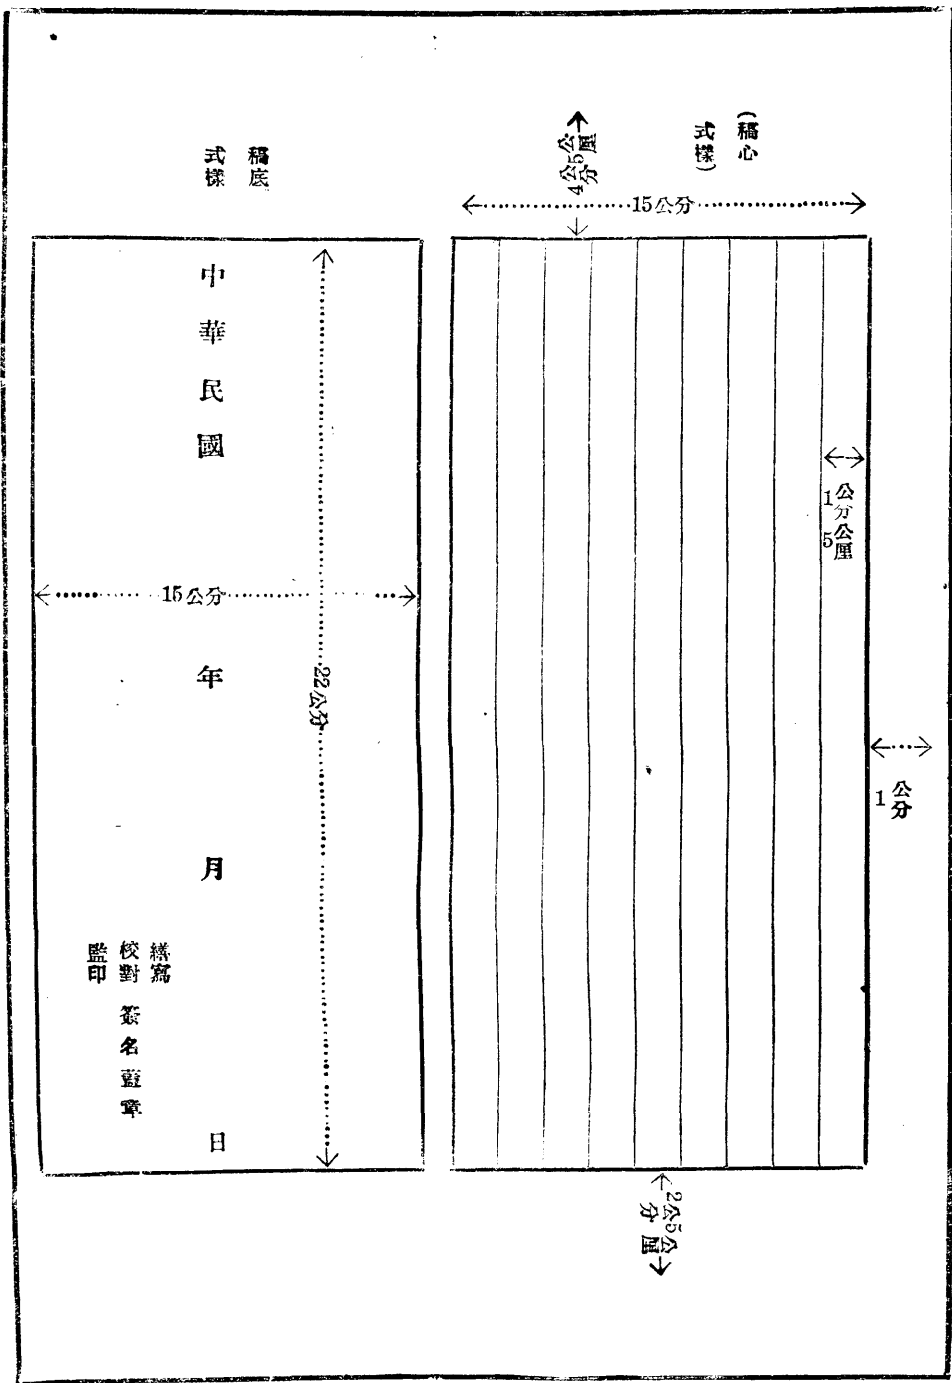 (稿心
式樣)
4公分5公厘
15公分
1公分5公厘
1公分
2公分5公厘
稿底
式樣
22公分
中華民國 年 月 日
15公分
繕寫
校對 簽名蓋章
監印